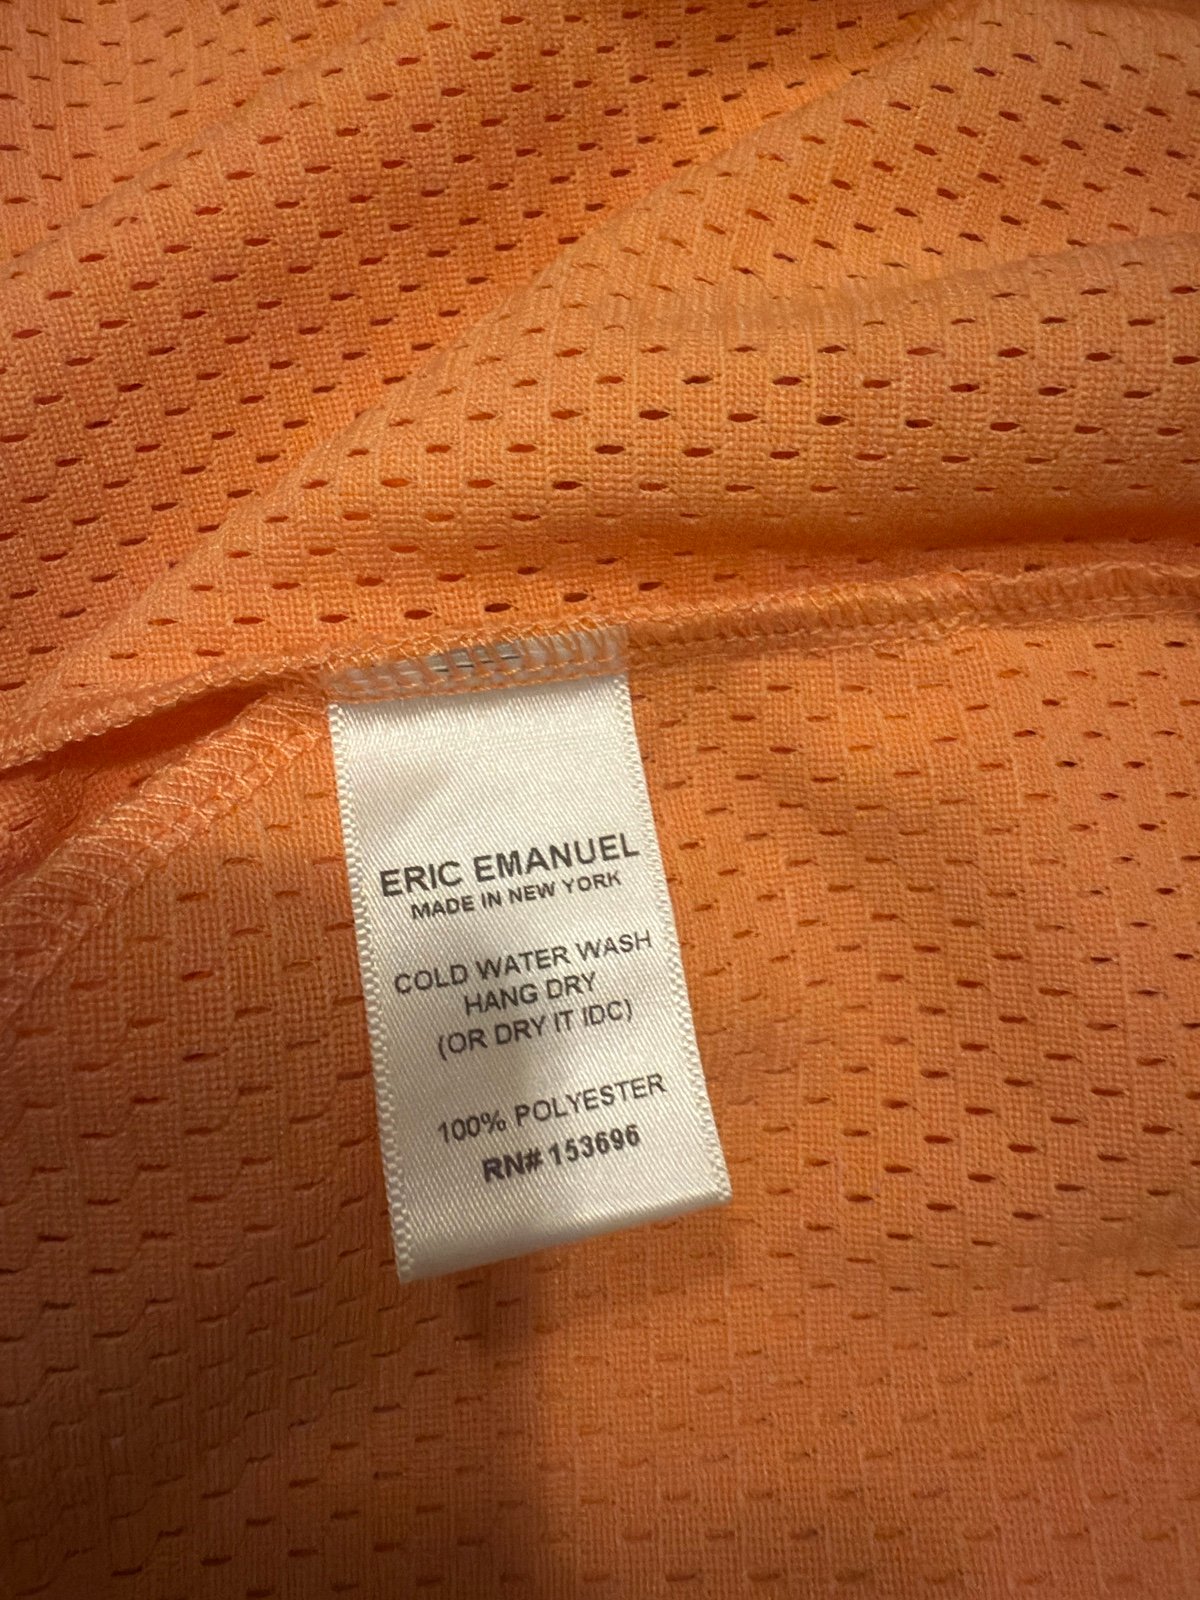 ERIC EMANUEL
MADE IN NEW YORK
COLD WATER WASH
HANG DRY
(OR DRY IT IDC)
100% POLYESTER
RN# 153696